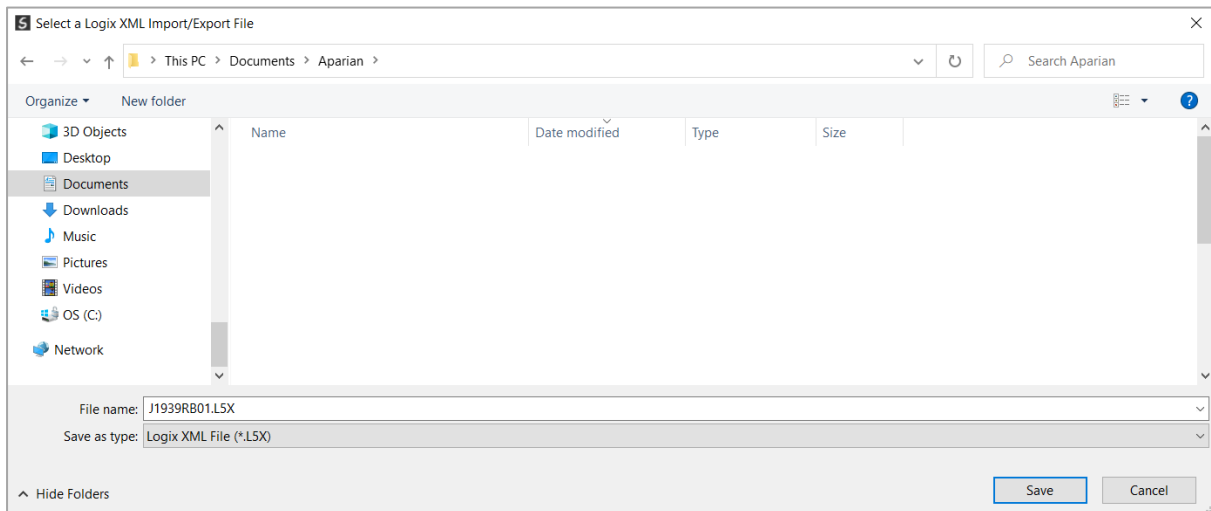 S Select a Logix XML Import/Export File
This PC > Documents > Aparian >
Search Aparian
Organize
New folder
?
3D Objects
Desktop
Documents
Downloads
Music
Pictures
Videos
OS (C:)
Network
Name
Date modified
Type
Size
File name: J1939RB01.L5X
Save as type: Logix XML File (*.L5X)
Hide Folders
Save
Cancel